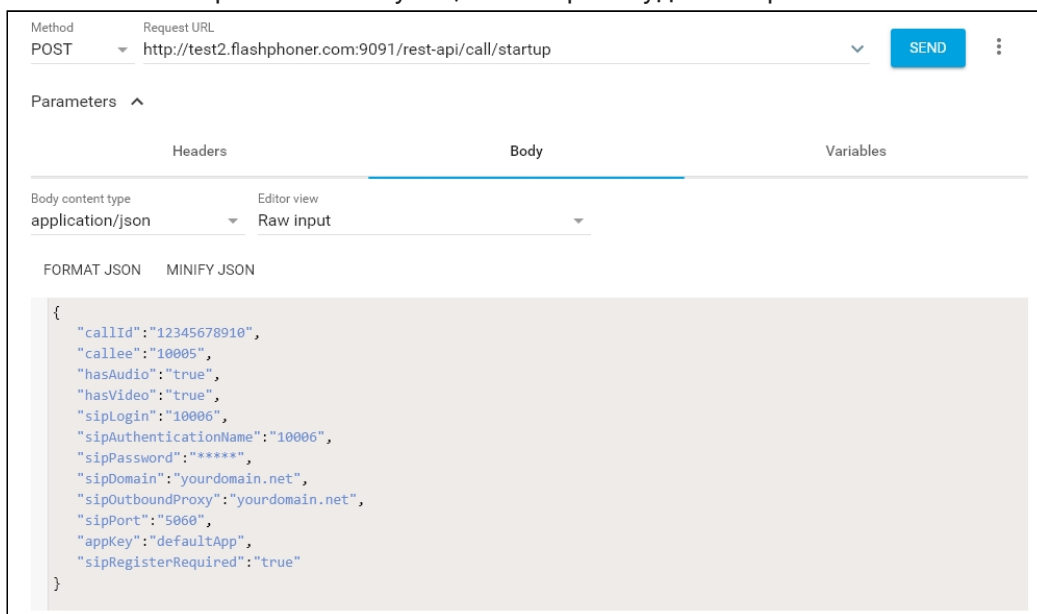 Method Request URL
POST http://test2.flashphoner.com:9091/rest-api/call/startup SEND
Parameters
Headers Body Variables
Body content type Editor view
application/json Raw input
FORMAT JSON MINIFY JSON
{
"callId":"12345678910",
"callee":"10005",
"hasAudio":"true",
"hasVideo":"true",
"sipLogin":"10006",
"sipAuthenticationName":"10006",
"sipPassword":"*****",
"sipDomain":"yourdomain.net",
"sipOutboundProxy":"yourdomain.net",
"sipPort":"5060",
"appKey":"defaultApp",
"sipRegisterRequired":"true"
}